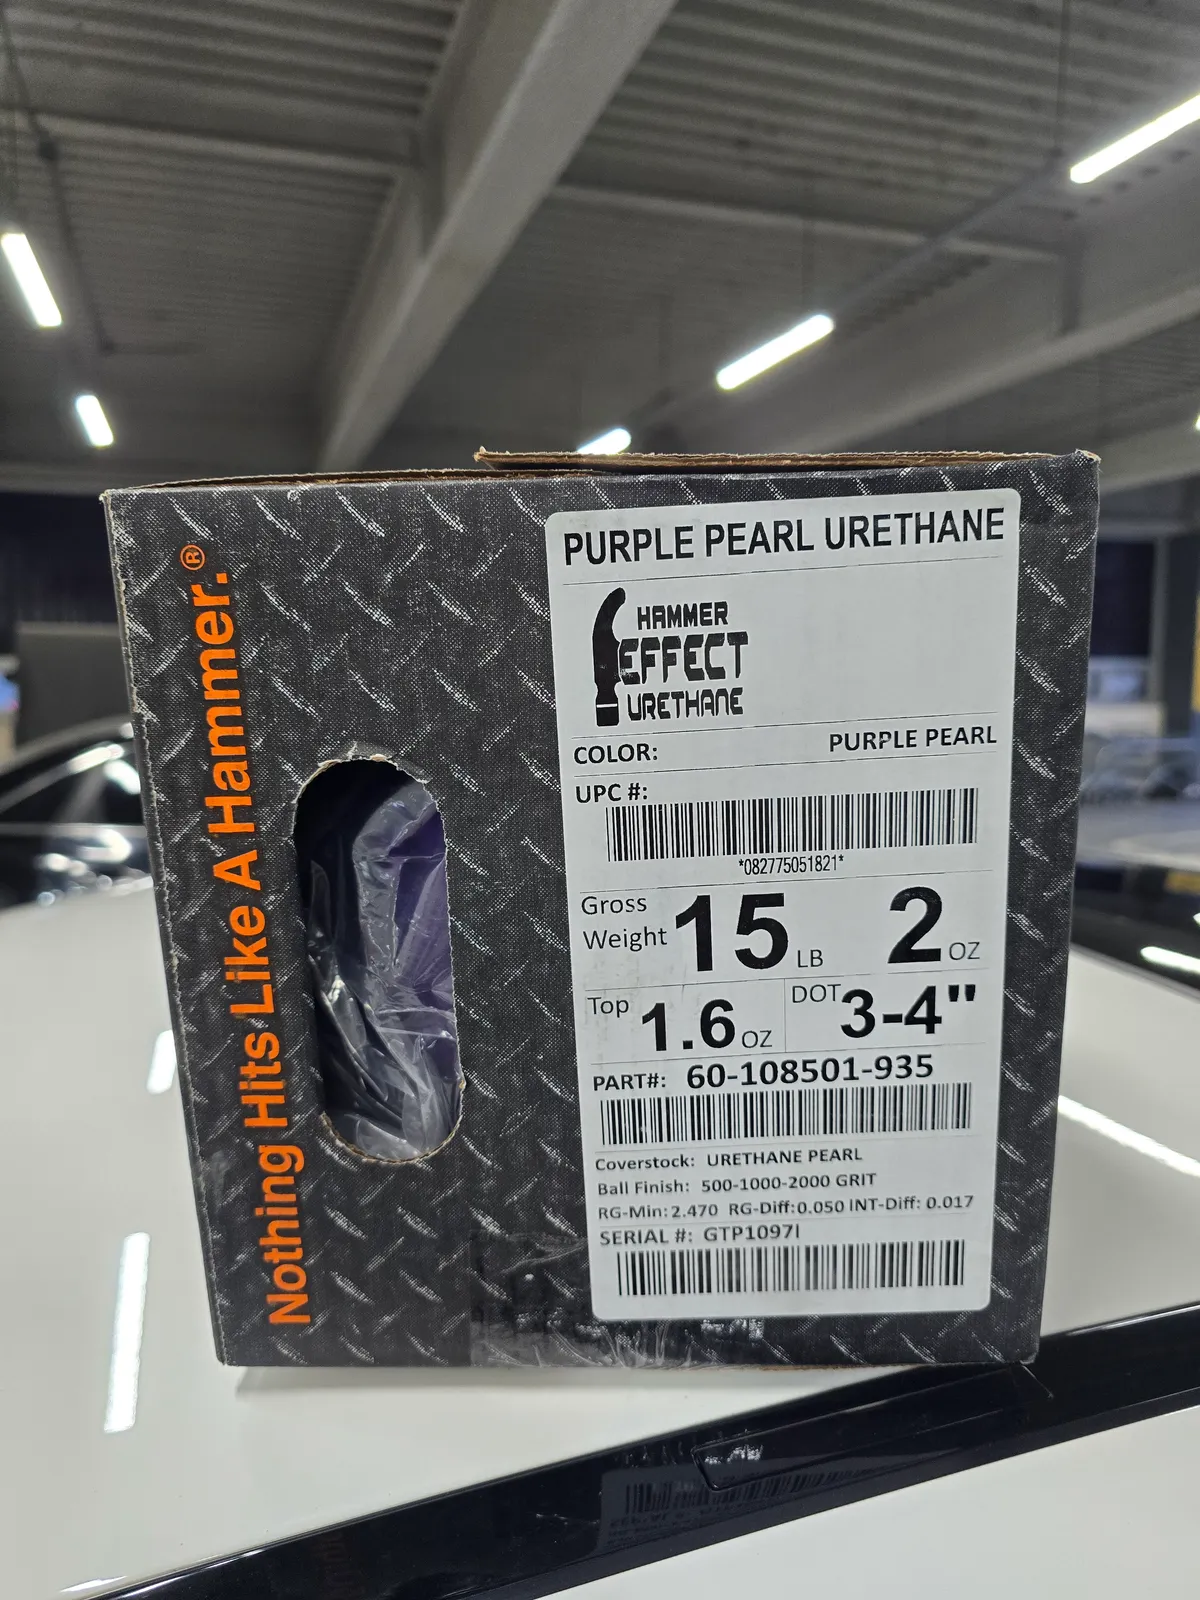 Nothing Hits Like A Hammer.®
PURPLE PEARL URETHANE
HAMMER
EFFECT
URETHANE
COLOR: PURPLE PEARL
UPC #:
*082775051821*
Gross Weight 15 LB 2 OZ
Top 1.6 OZ DOT 3-4"
PART#: 60-108501-935
Coverstock: URETHANE PEARL
Ball Finish: 500-1000-2000 GRIT
RG-Min: 2.470 RG-Diff: 0.050 INT-Diff: 0.017
SERIAL #: GTP1097I